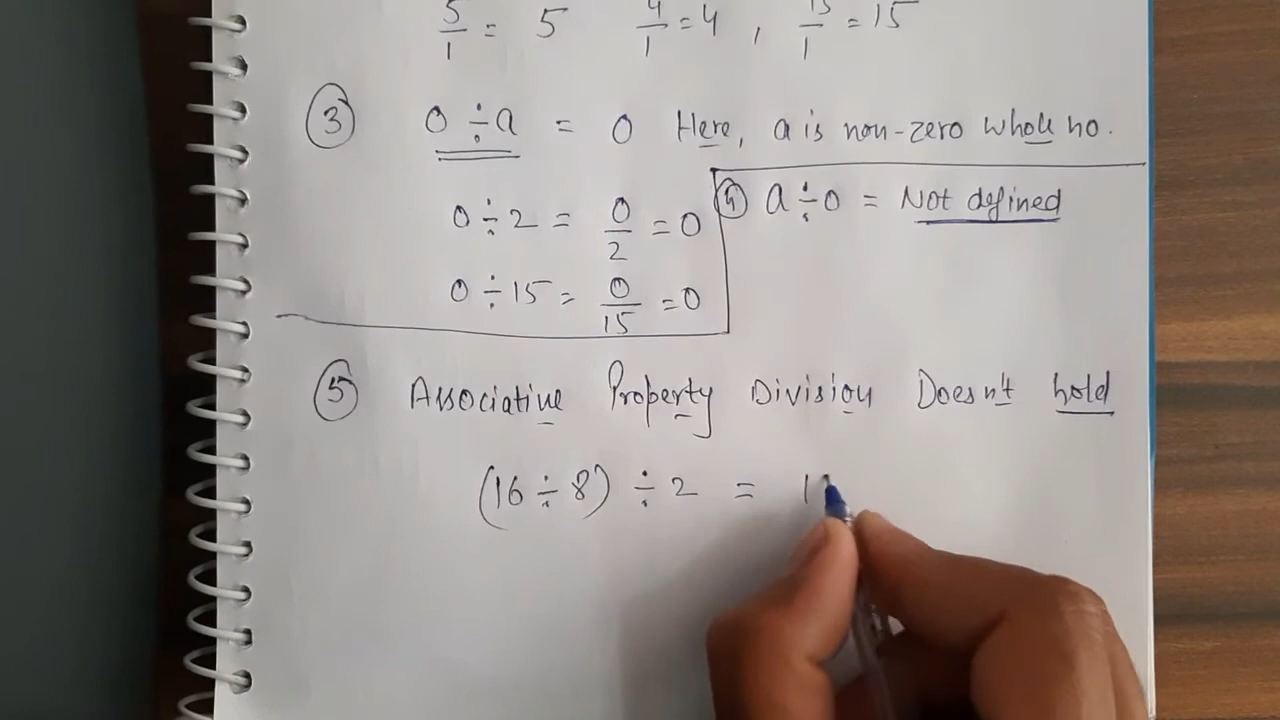 5/1 = 5 4/1 = 4 , 15/1 = 15
③ 0 ÷ a = 0 Here, a is non-zero whole no.
④ a ÷ 0 = Not defined
0 ÷ 2 = 0/2 = 0
0 ÷ 15 = 0/15 = 0
⑤ Associative Property Division Doesn't hold
(16 ÷ 8) ÷ 2 = 1